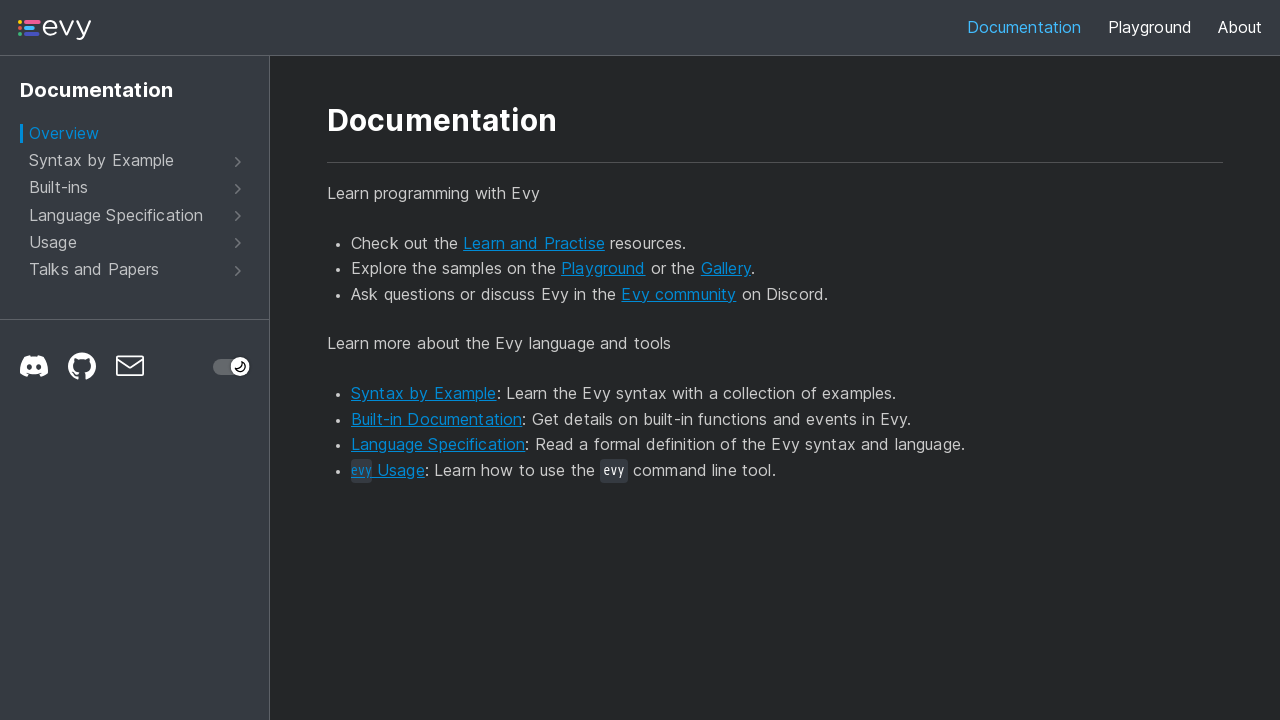 evy
Documentation Playground About
Documentation
Overview
Syntax by Example
Built-ins
Language Specification
Usage
Talks and Papers
Documentation
Learn programming with Evy
Check out the Learn and Practise resources.
Explore the samples on the Playground or the Gallery.
Ask questions or discuss Evy in the Evy community on Discord.
Learn more about the Evy language and tools
Syntax by Example: Learn the Evy syntax with a collection of examples.
Built-in Documentation: Get details on built-in functions and events in Evy.
Language Specification: Read a formal definition of the Evy syntax and language.
evy Usage: Learn how to use the evy command line tool.